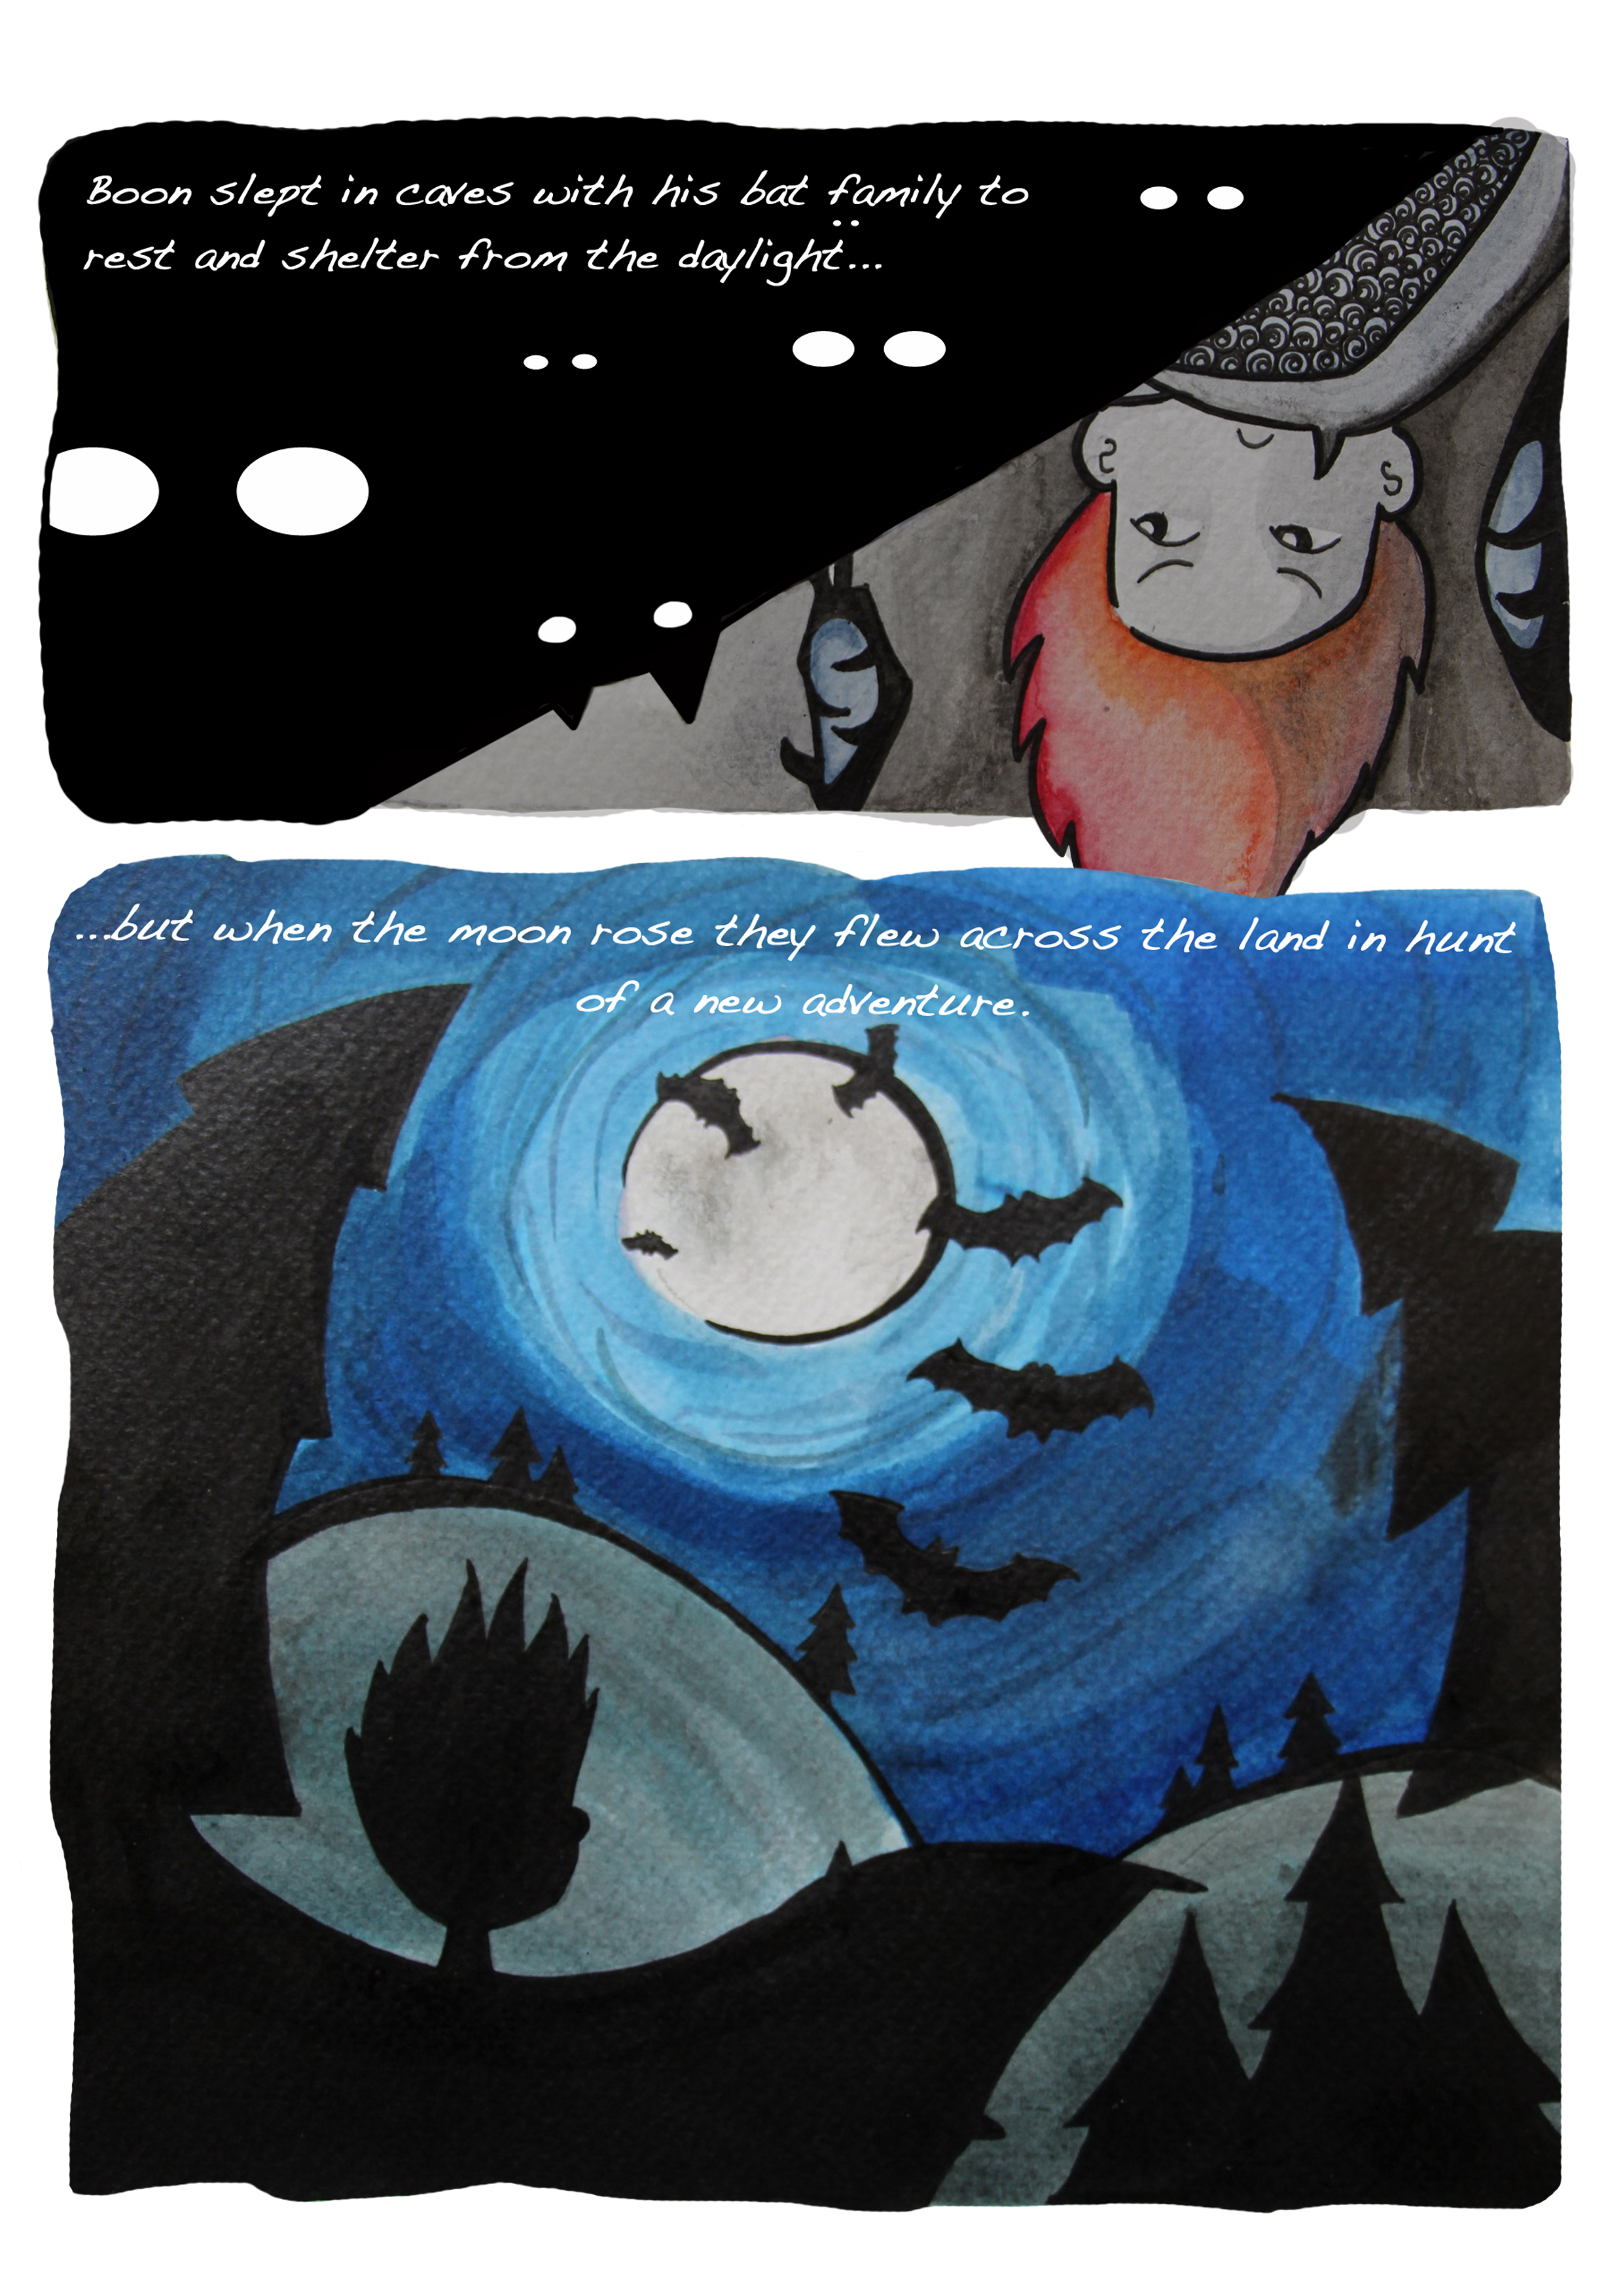 Boon slept in caves with his bat family to
rest and shelter from the daylight...
...but when the moon rose they flew across the land in hunt
of a new adventure.